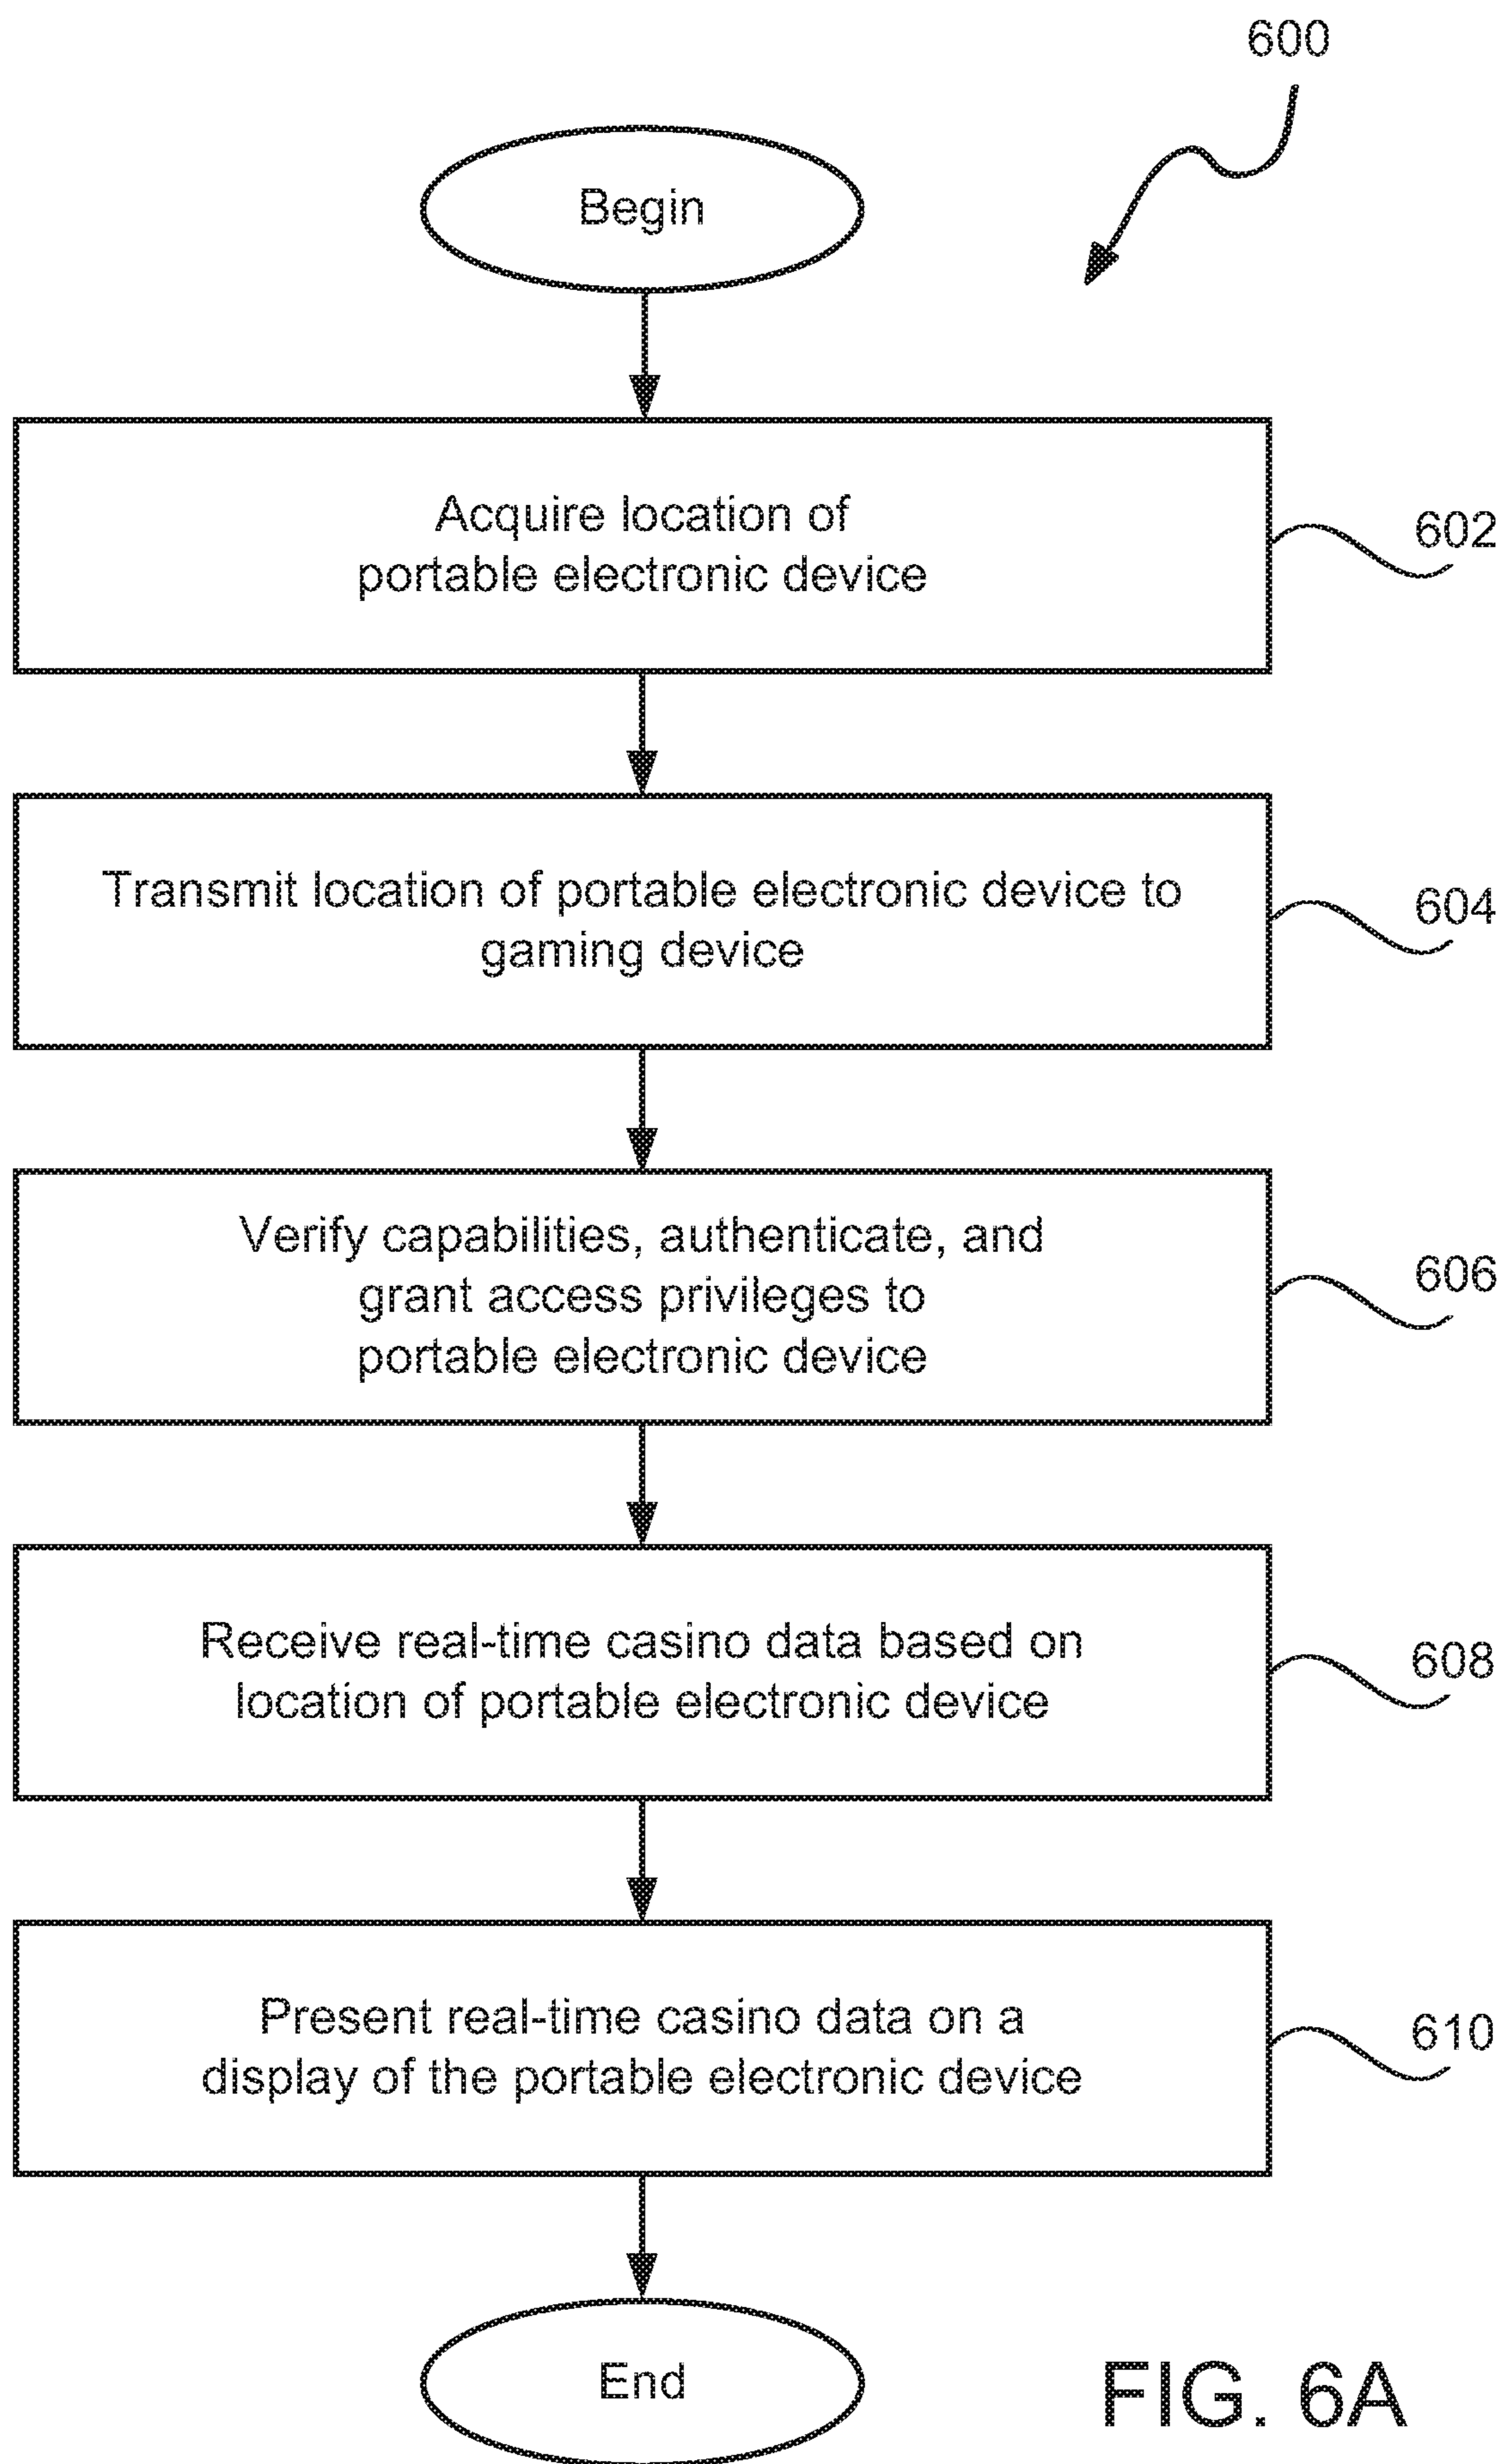 600
Begin
Acquire location of
portable electronic device
602
Transmit location of portable electronic device to
gaming device
604
Verify capabilities, authenticate, and
grant access privileges to
portable electronic device
606
Receive real-time casino data based on
location of portable electronic device
608
Present real-time casino data on a
display of the portable electronic device
610
End
FIG. 6A